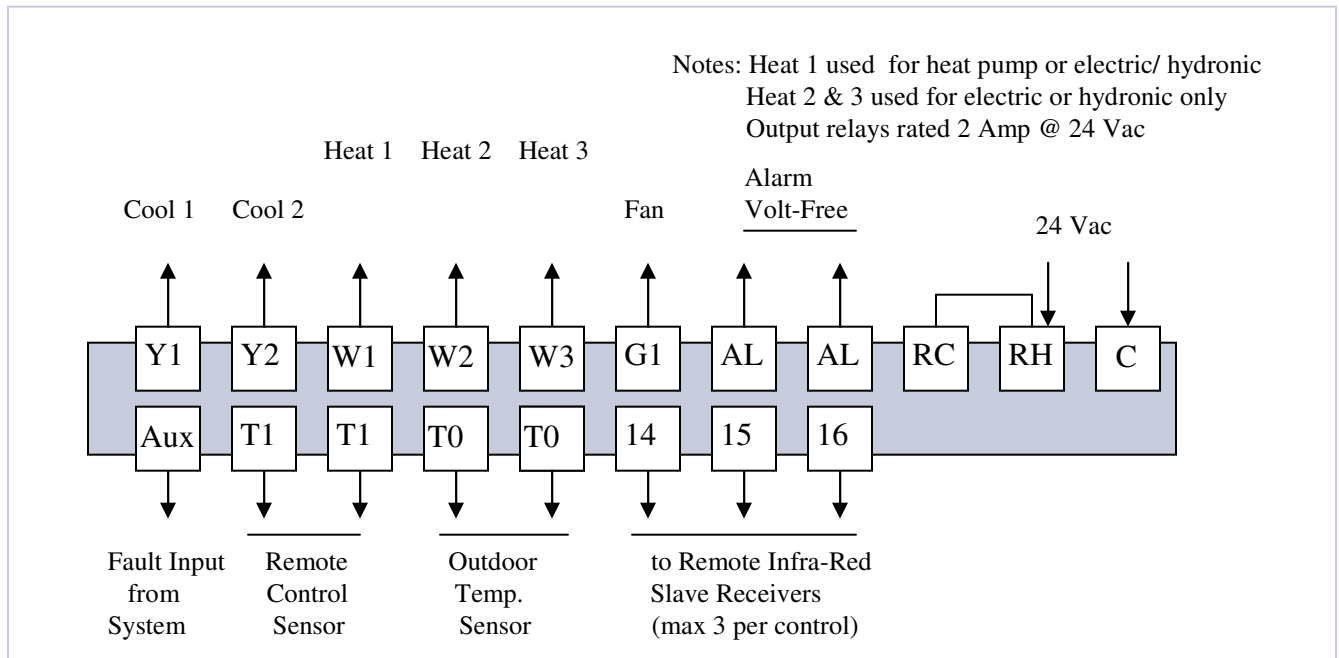 Notes: Heat 1 used for heat pump or electric/ hydronic
Heat 2 & 3 used for electric or hydronic only
Output relays rated 2 Amp @ 24 Vac
Heat 1
Heat 2
Heat 3
Alarm
Volt-Free
Cool 1
Cool 2
Fan
24 Vac
Y1
Y2
W1
W2
W3
G1
AL
AL
RC
RH
C
Aux
T1
T1
T0
T0
14
15
16
Fault Input
from
System
Remote
Control
Sensor
Outdoor
Temp.
Sensor
to Remote Infra-Red
Slave Receivers
(max 3 per control)